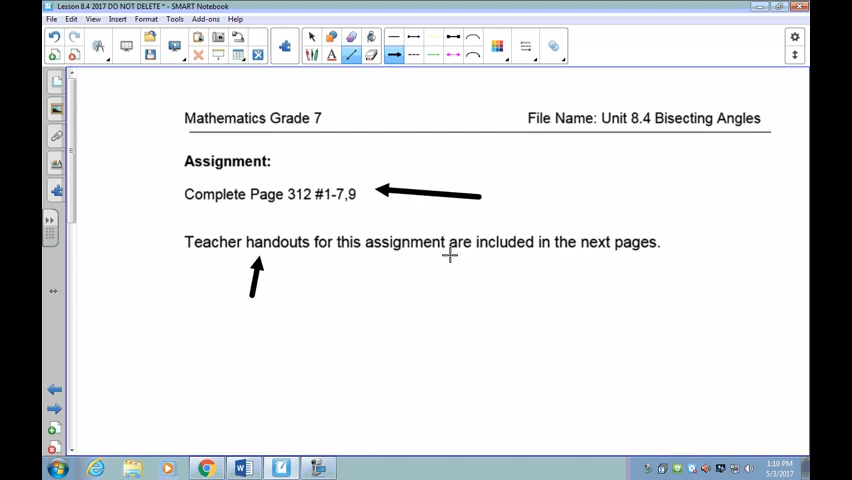 Lesson 8.4 2017 DO NOT DELETE * - SMART Notebook
File Edit View Insert Format Tools Add-ons Help
Mathematics Grade 7 File Name: Unit 8.4 Bisecting Angles
Assignment:
Complete Page 312 #1-7,9
Teacher handouts for this assignment are included in the next pages.
1:10 PM
5/3/2017